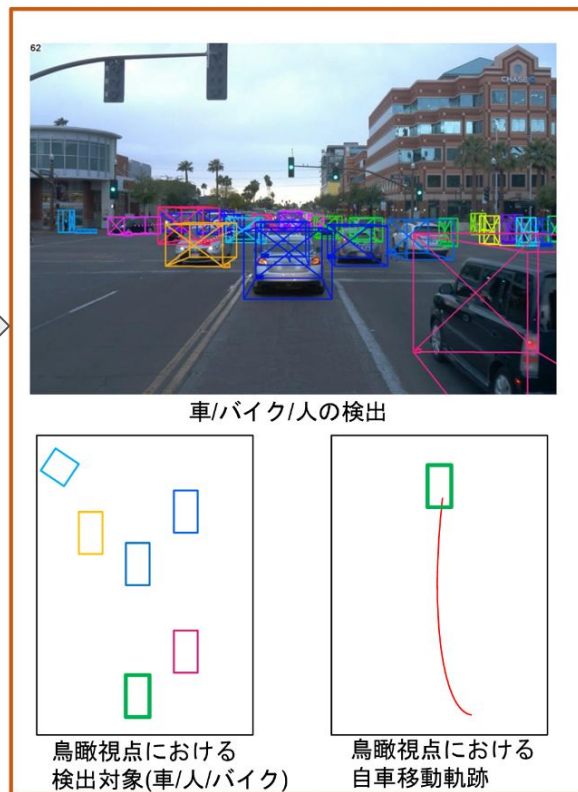 62
CHASE
車/バイク/人の検出
鳥瞰視点における
検出対象(車/人/バイク)
鳥瞰視点における
自車移動軌跡